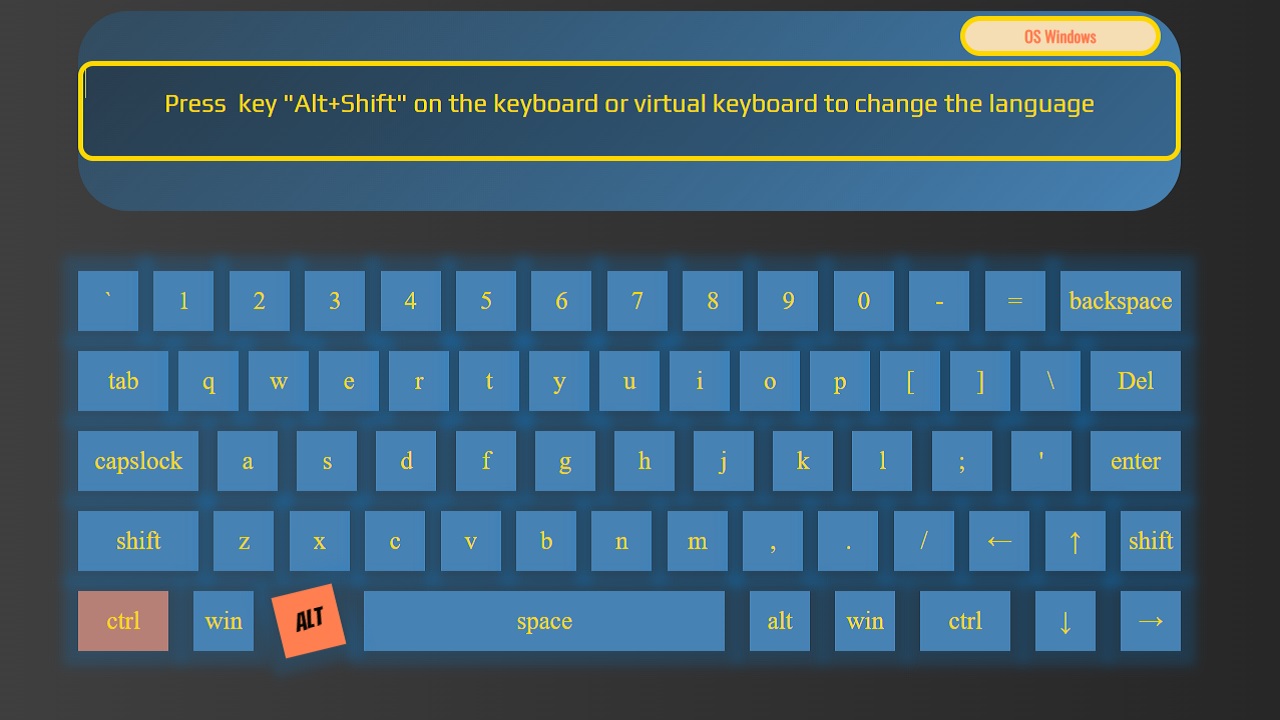 OS Windows
Press  key "Alt+Shift" on the keyboard or virtual keyboard to change the language
` 1 2 3 4 5 6 7 8 9 0 - = backspace
tab q w e r t y u i o p [ ] \ Del
capslock a s d f g h j k l ; ' enter
shift z x c v b n m , . / ← ↑ shift
ctrl win ALT space alt win ctrl ↓ →